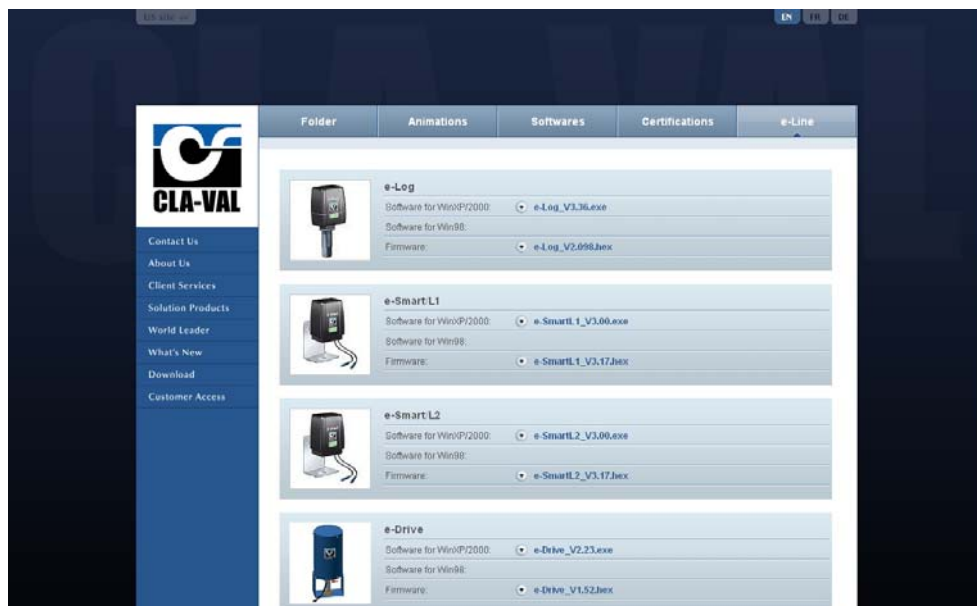 US site <<
EN FR DE
CLA-VAL
Folder Animations Softwares Certifications e-Line
CLA-VAL
Contact Us
About Us
Client Services
Solution Products
World Leader
What's New
Download
Customer Access
e-Log
Software for WinXP/2000: e-Log_V3.36.exe
Software for Win98:
Firmware: e-Log_V2.098.hex
e-Smart L1
Software for WinXP/2000: e-SmartL1_V3.00.exe
Software for Win98:
Firmware: e-SmartL1_V3.17.hex
e-Smart L2
Software for WinXP/2000: e-SmartL2_V3.00.exe
Software for Win98:
Firmware: e-SmartL2_V3.17.hex
e-Drive
Software for WinXP/2000: e-Drive_V2.23.exe
Software for Win98:
Firmware: e-Drive_V1.52.hex